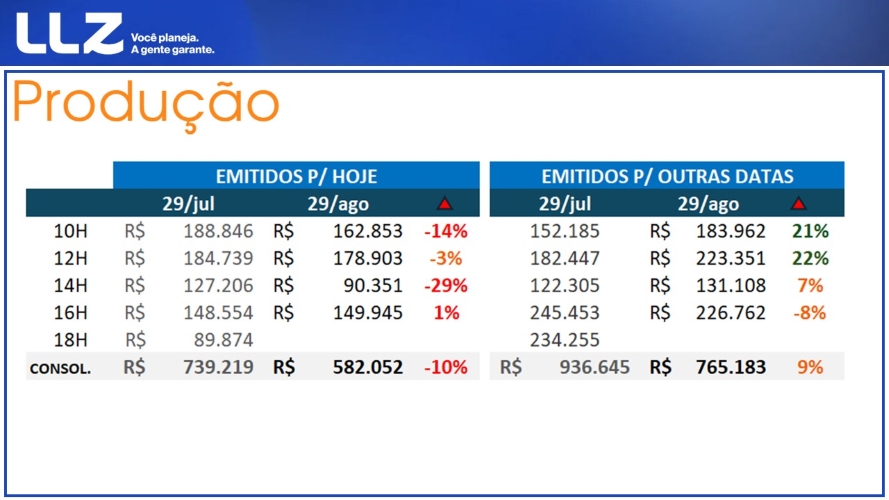 LLZ Você planeja.
A gente garante.
Produção
EMITIDOS P/ HOJE EMITIDOS P/ OUTRAS DATAS
29/jul 29/ago 29/jul 29/ago
10H R$ 188.846 R$ 162.853 -14% 152.185 R$ 183.962 21%
12H R$ 184.739 R$ 178.903 -3% 182.447 R$ 223.351 22%
14H R$ 127.206 R$ 90.351 -29% 122.305 R$ 131.108 7%
16H R$ 148.554 R$ 149.945 1% 245.453 R$ 226.762 -8%
18H R$ 89.874 234.255
CONSOL. R$ 739.219 R$ 582.052 -10% R$ 936.645 R$ 765.183 9%